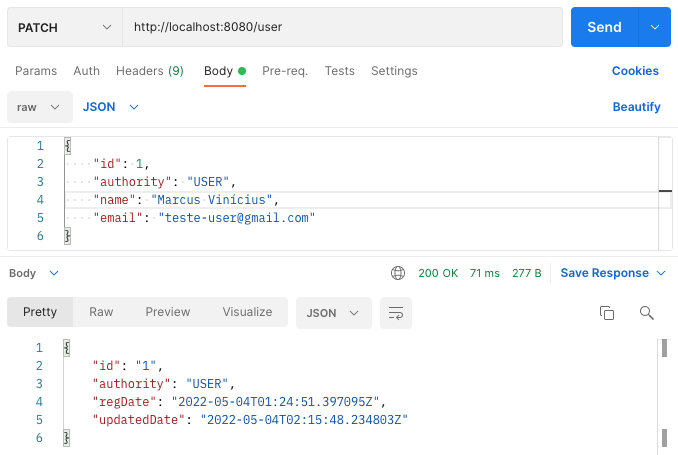 PATCH http://localhost:8080/user Send
Params Auth Headers (9) Body Pre-req. Tests Settings Cookies
raw JSON Beautify
1 {
2 "id": 1,
3 "authority": "USER",
4 "name": "Marcus Vinícius",
5 "email": "teste-user@gmail.com"
6 }
Body 200 OK 71 ms 277 B Save Response
Pretty Raw Preview Visualize JSON
1 {
2 "id": "1",
3 "authority": "USER",
4 "regDate": "2022-05-04T01:24:51.397095Z",
5 "updatedDate": "2022-05-04T02:15:48.234803Z"
6 }